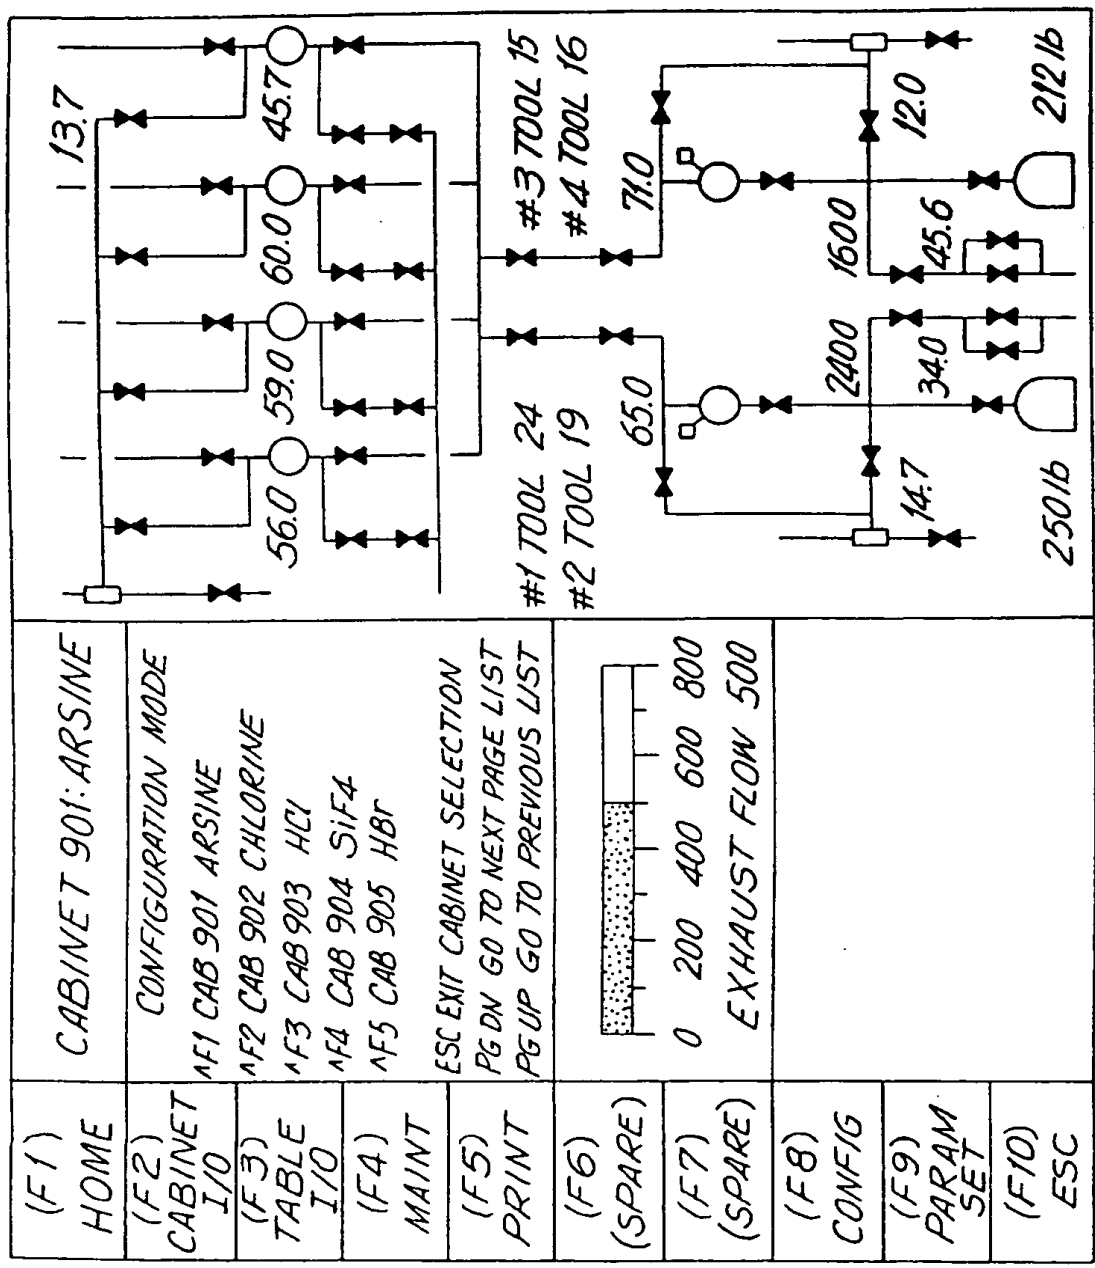 (F1)
HOME
(F2)
CABINET
I/O
(F3)
TABLE
I/O
(F4)
MAINT
(F5)
PRINT
(F6)
(SPARE)
(F7)
(SPARE)
(F8)
CONFIG
(F9)
PARAM
SET
(F10)
ESC
CABINET 901: ARSINE
CONFIGURATION MODE
^F1 CAB 901 ARSINE
^F2 CAB 902 CHLORINE
^F3 CAB 903 HCl
^F4 CAB 904 SiF4
^F5 CAB 905 HBr
ESC EXIT CABINET SELECTION
PG DN GO TO NEXT PAGE LIST
PG UP GO TO PREVIOUS LIST
0 200 400 600 800
EXHAUST FLOW 500
13.7
56.0
59.0
60.0
45.7
#1 TOOL 24
#2 TOOL 19
#3 TOOL 15
#4 TOOL 16
65.0
71.0
2400
1600
14.7
34.0
45.6
12.0
250 lb
212 lb